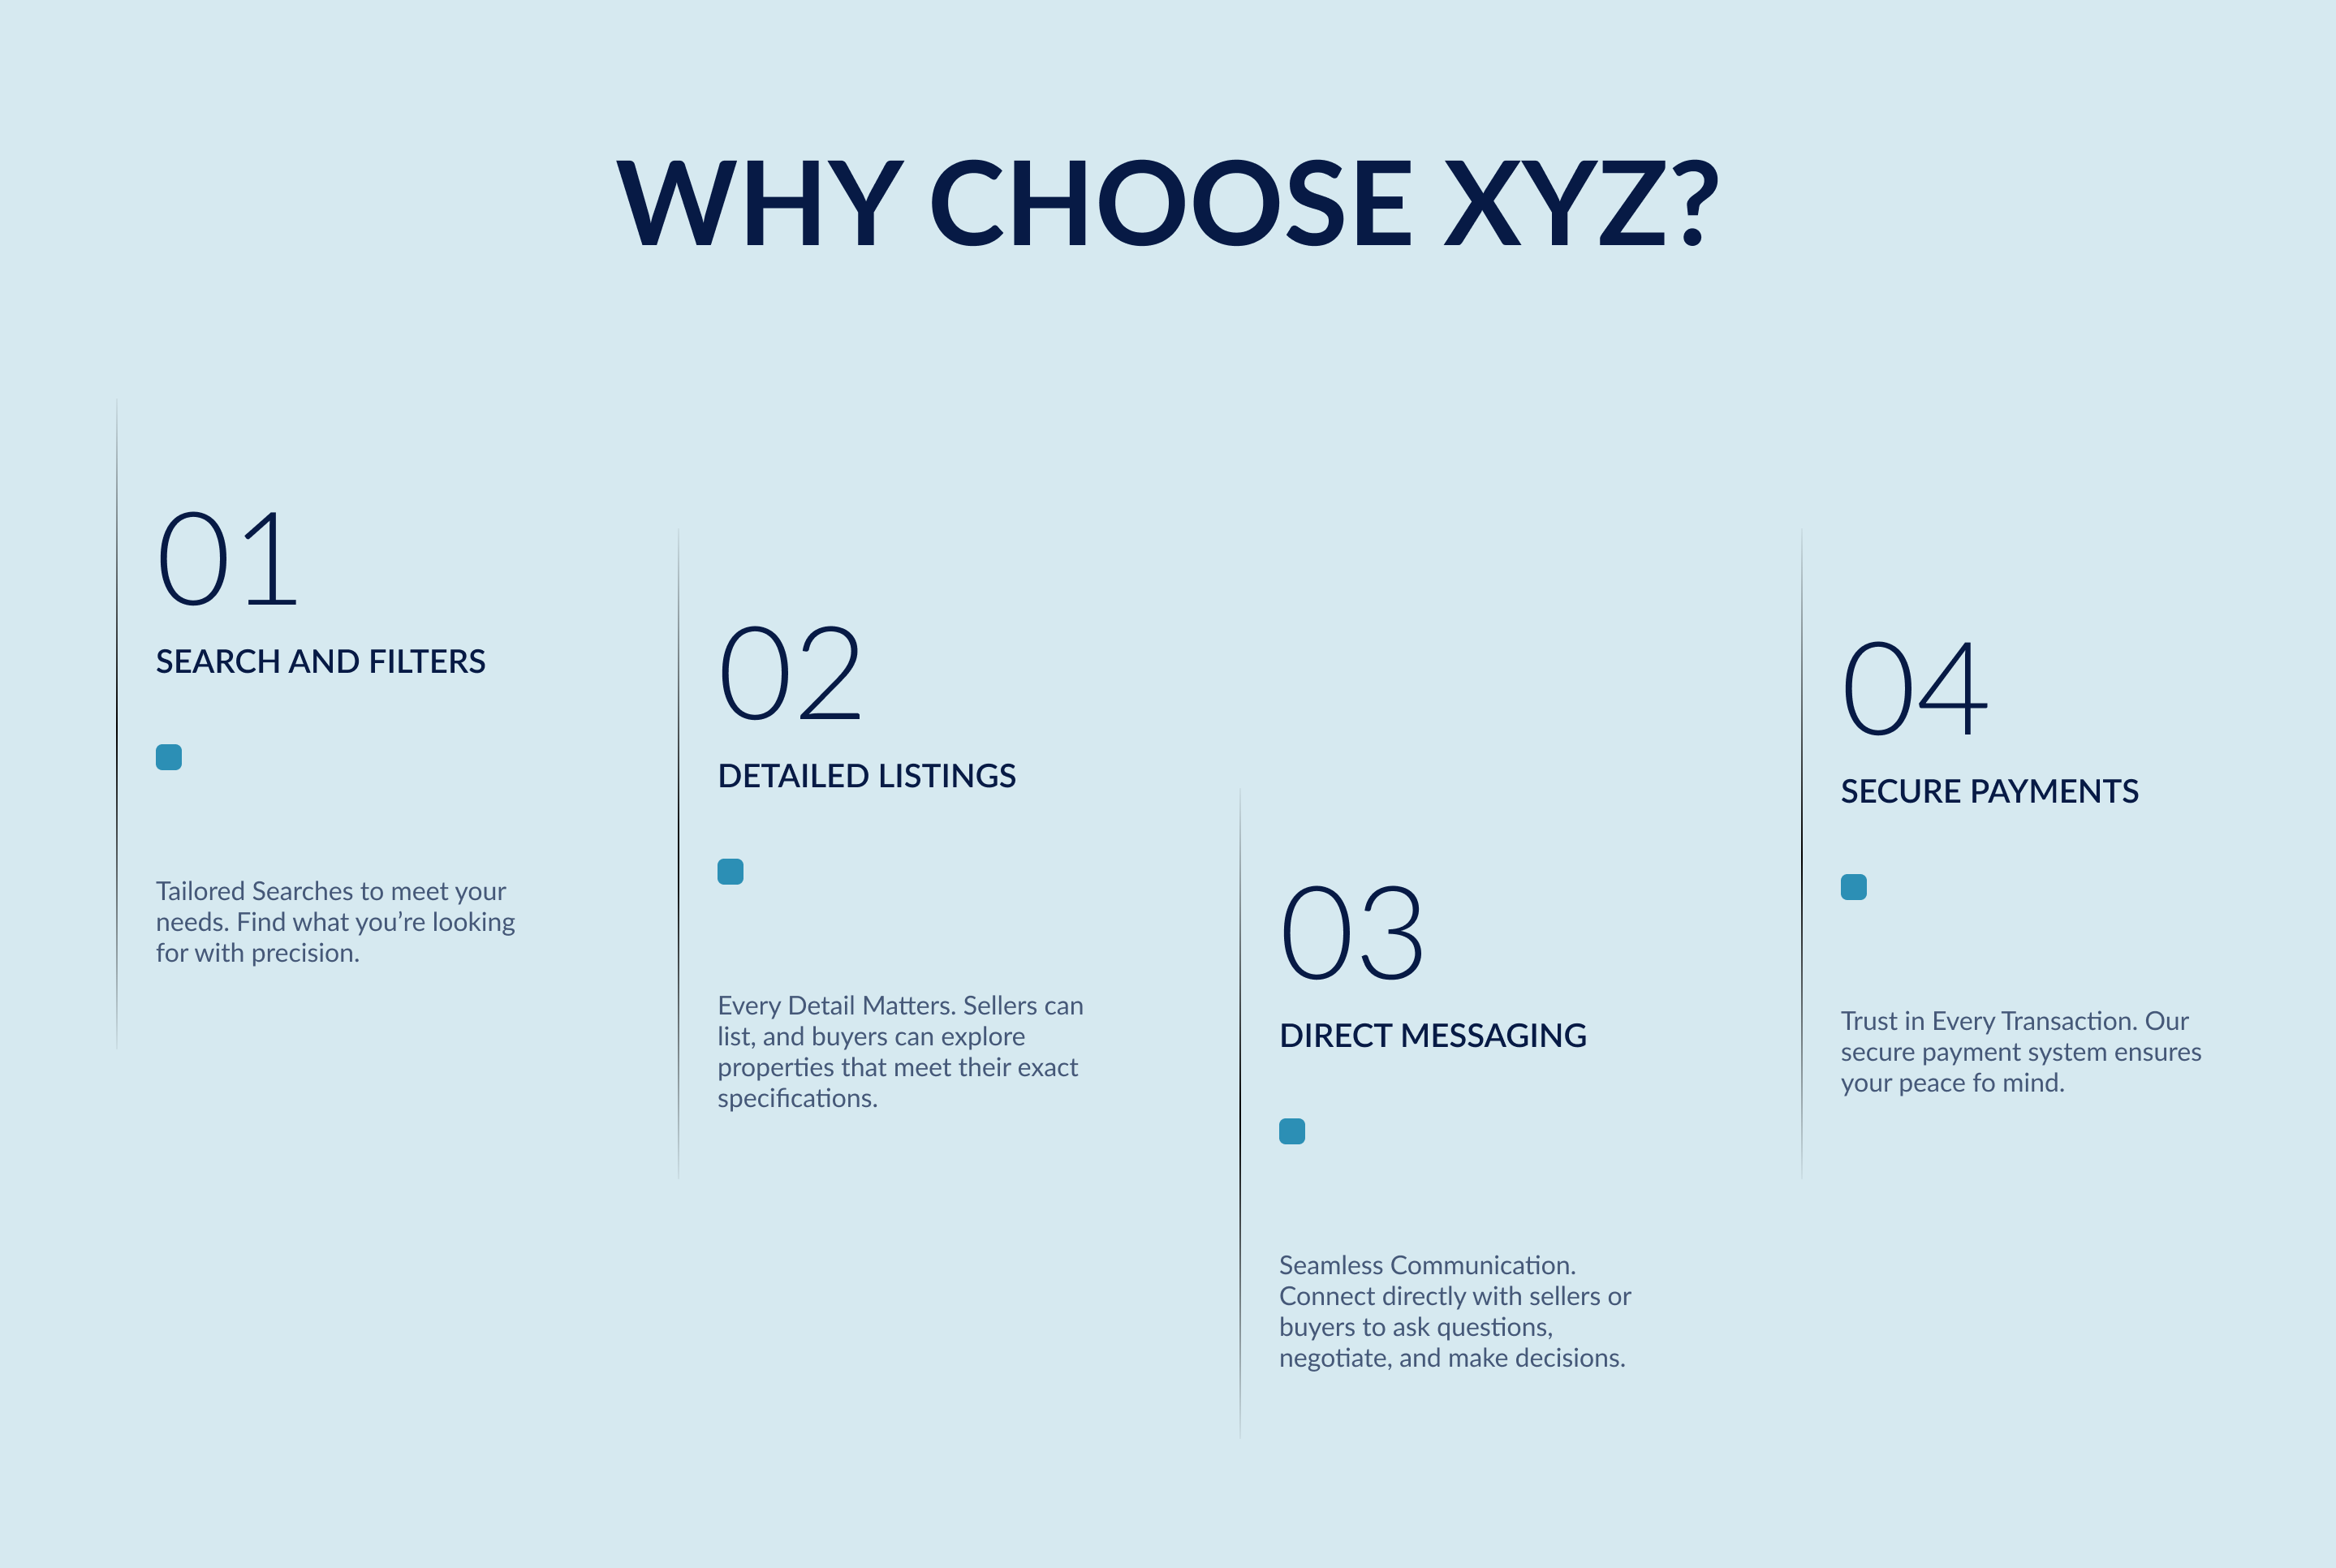 WHY CHOOSE XYZ?
01
SEARCH AND FILTERS
Tailored Searches to meet your
needs. Find what you’re looking
for with precision.
02
DETAILED LISTINGS
Every Detail Matters. Sellers can
list, and buyers can explore
properties that meet their exact
specifications.
03
DIRECT MESSAGING
Seamless Communication.
Connect directly with sellers or
buyers to ask questions,
negotiate, and make decisions.
04
SECURE PAYMENTS
Trust in Every Transaction. Our
secure payment system ensures
your peace fo mind.